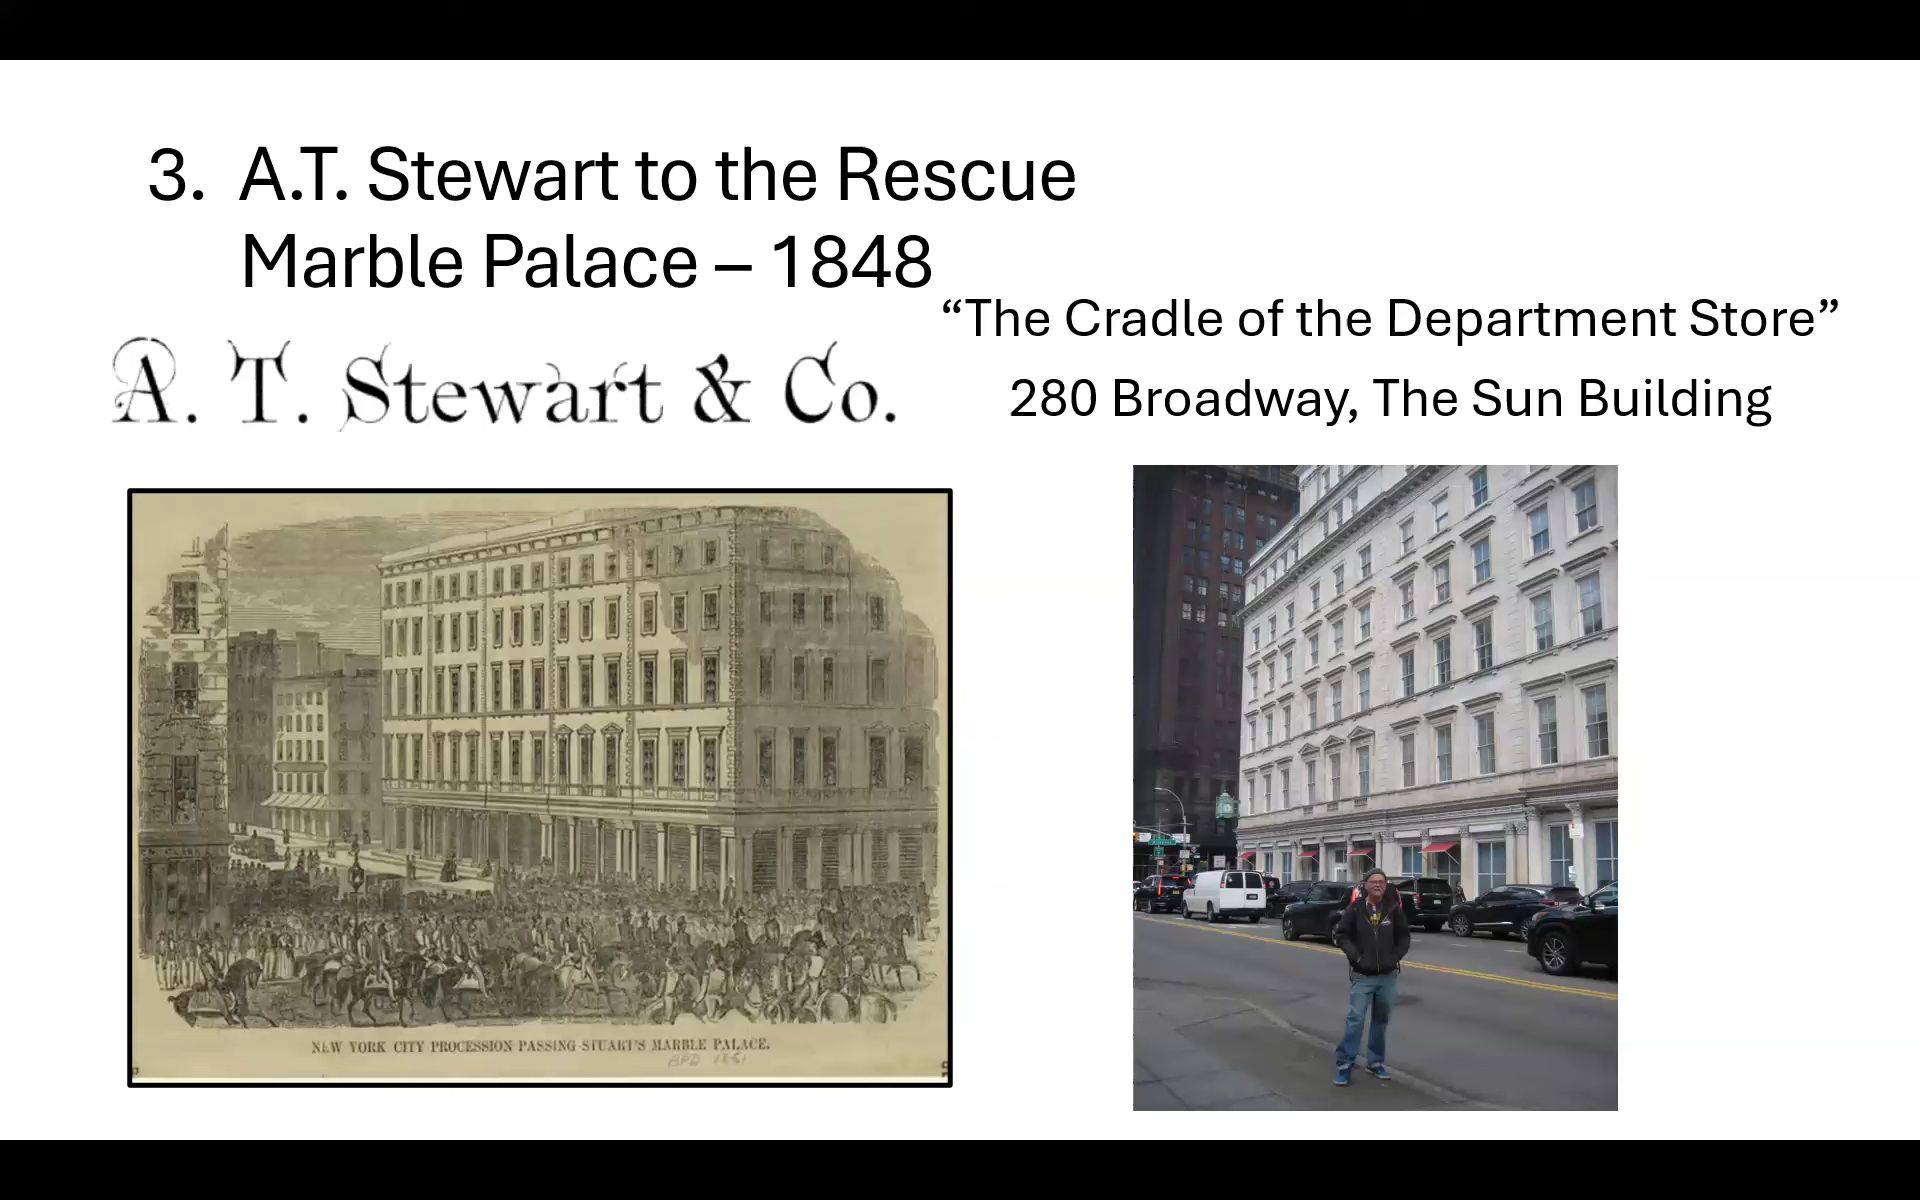 3. A.T. Stewart to the Rescue
Marble Palace – 1848
“The Cradle of the Department Store”
A. T. Stewart & Co.
280 Broadway, The Sun Building
NEW YORK CITY PROCESSION PASSING STUART'S MARBLE PALACE.